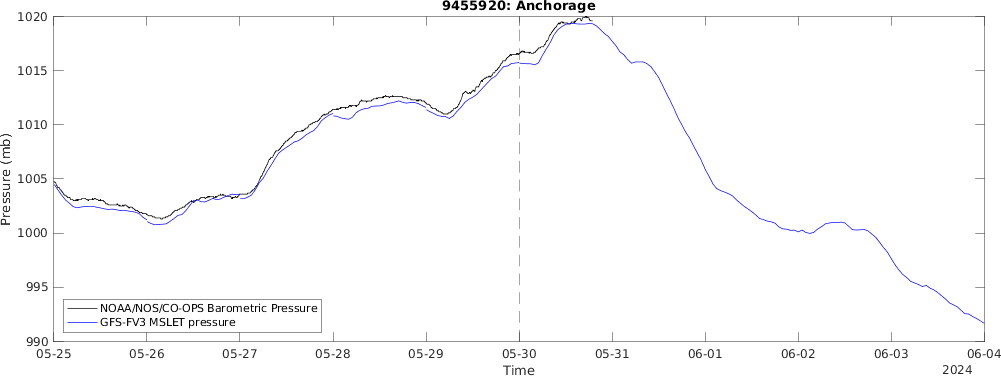 9455920: Anchorage
1020
1015
1010
1005
1000
995
990
Pressure (mb)
NOAA/NOS/CO-OPS Barometric Pressure
GFS-FV3 MSLET pressure
05-25 05-26 05-27 05-28 05-29 05-30 05-31 06-01 06-02 06-03 06-04
Time
2024